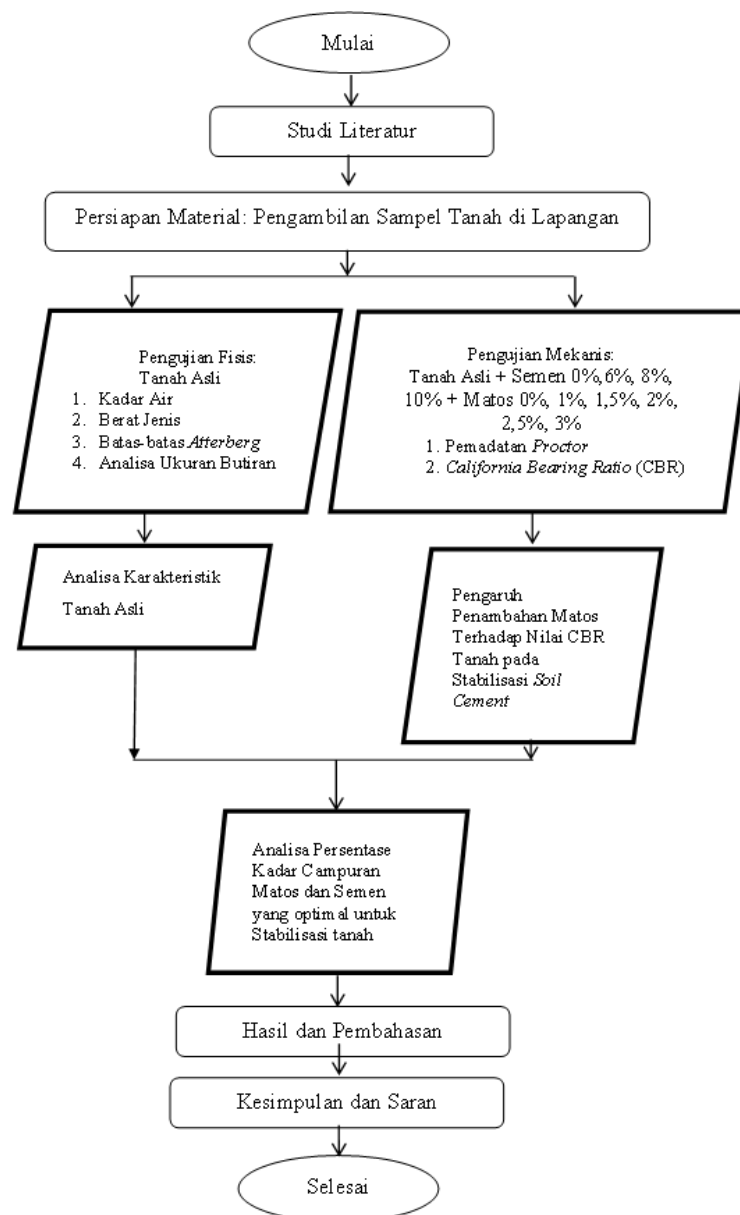 Mulai
Studi Literatur
Persiapan Material: Pengambilan Sampel Tanah di Lapangan
Pengujian Fisis:
Tanah Asli
1. Kadar Air
2. Berat Jenis
3. Batas-batas Atterberg
4. Analisa Ukuran Butiran
Pengujian Mekanis:
Tanah Asli + Semen 0%,6%, 8%,
10% + Matos 0%, 1%, 1,5%, 2%,
2,5%, 3%
1. Pemadatan Proctor
2. California Bearing Ratio (CBR)
Analisa Karakteristik
Tanah Asli
Pengaruh
Penambahan Matos
Terhadap Nilai CBR
Tanah pada
Stabilisasi Soil
Cement
Analisa Persentase
Kadar Campuran
Matos dan Semen
yang optimal untuk
Stabilisasi tanah
Hasil dan Pembahasan
Kesimpulan dan Saran
Selesai